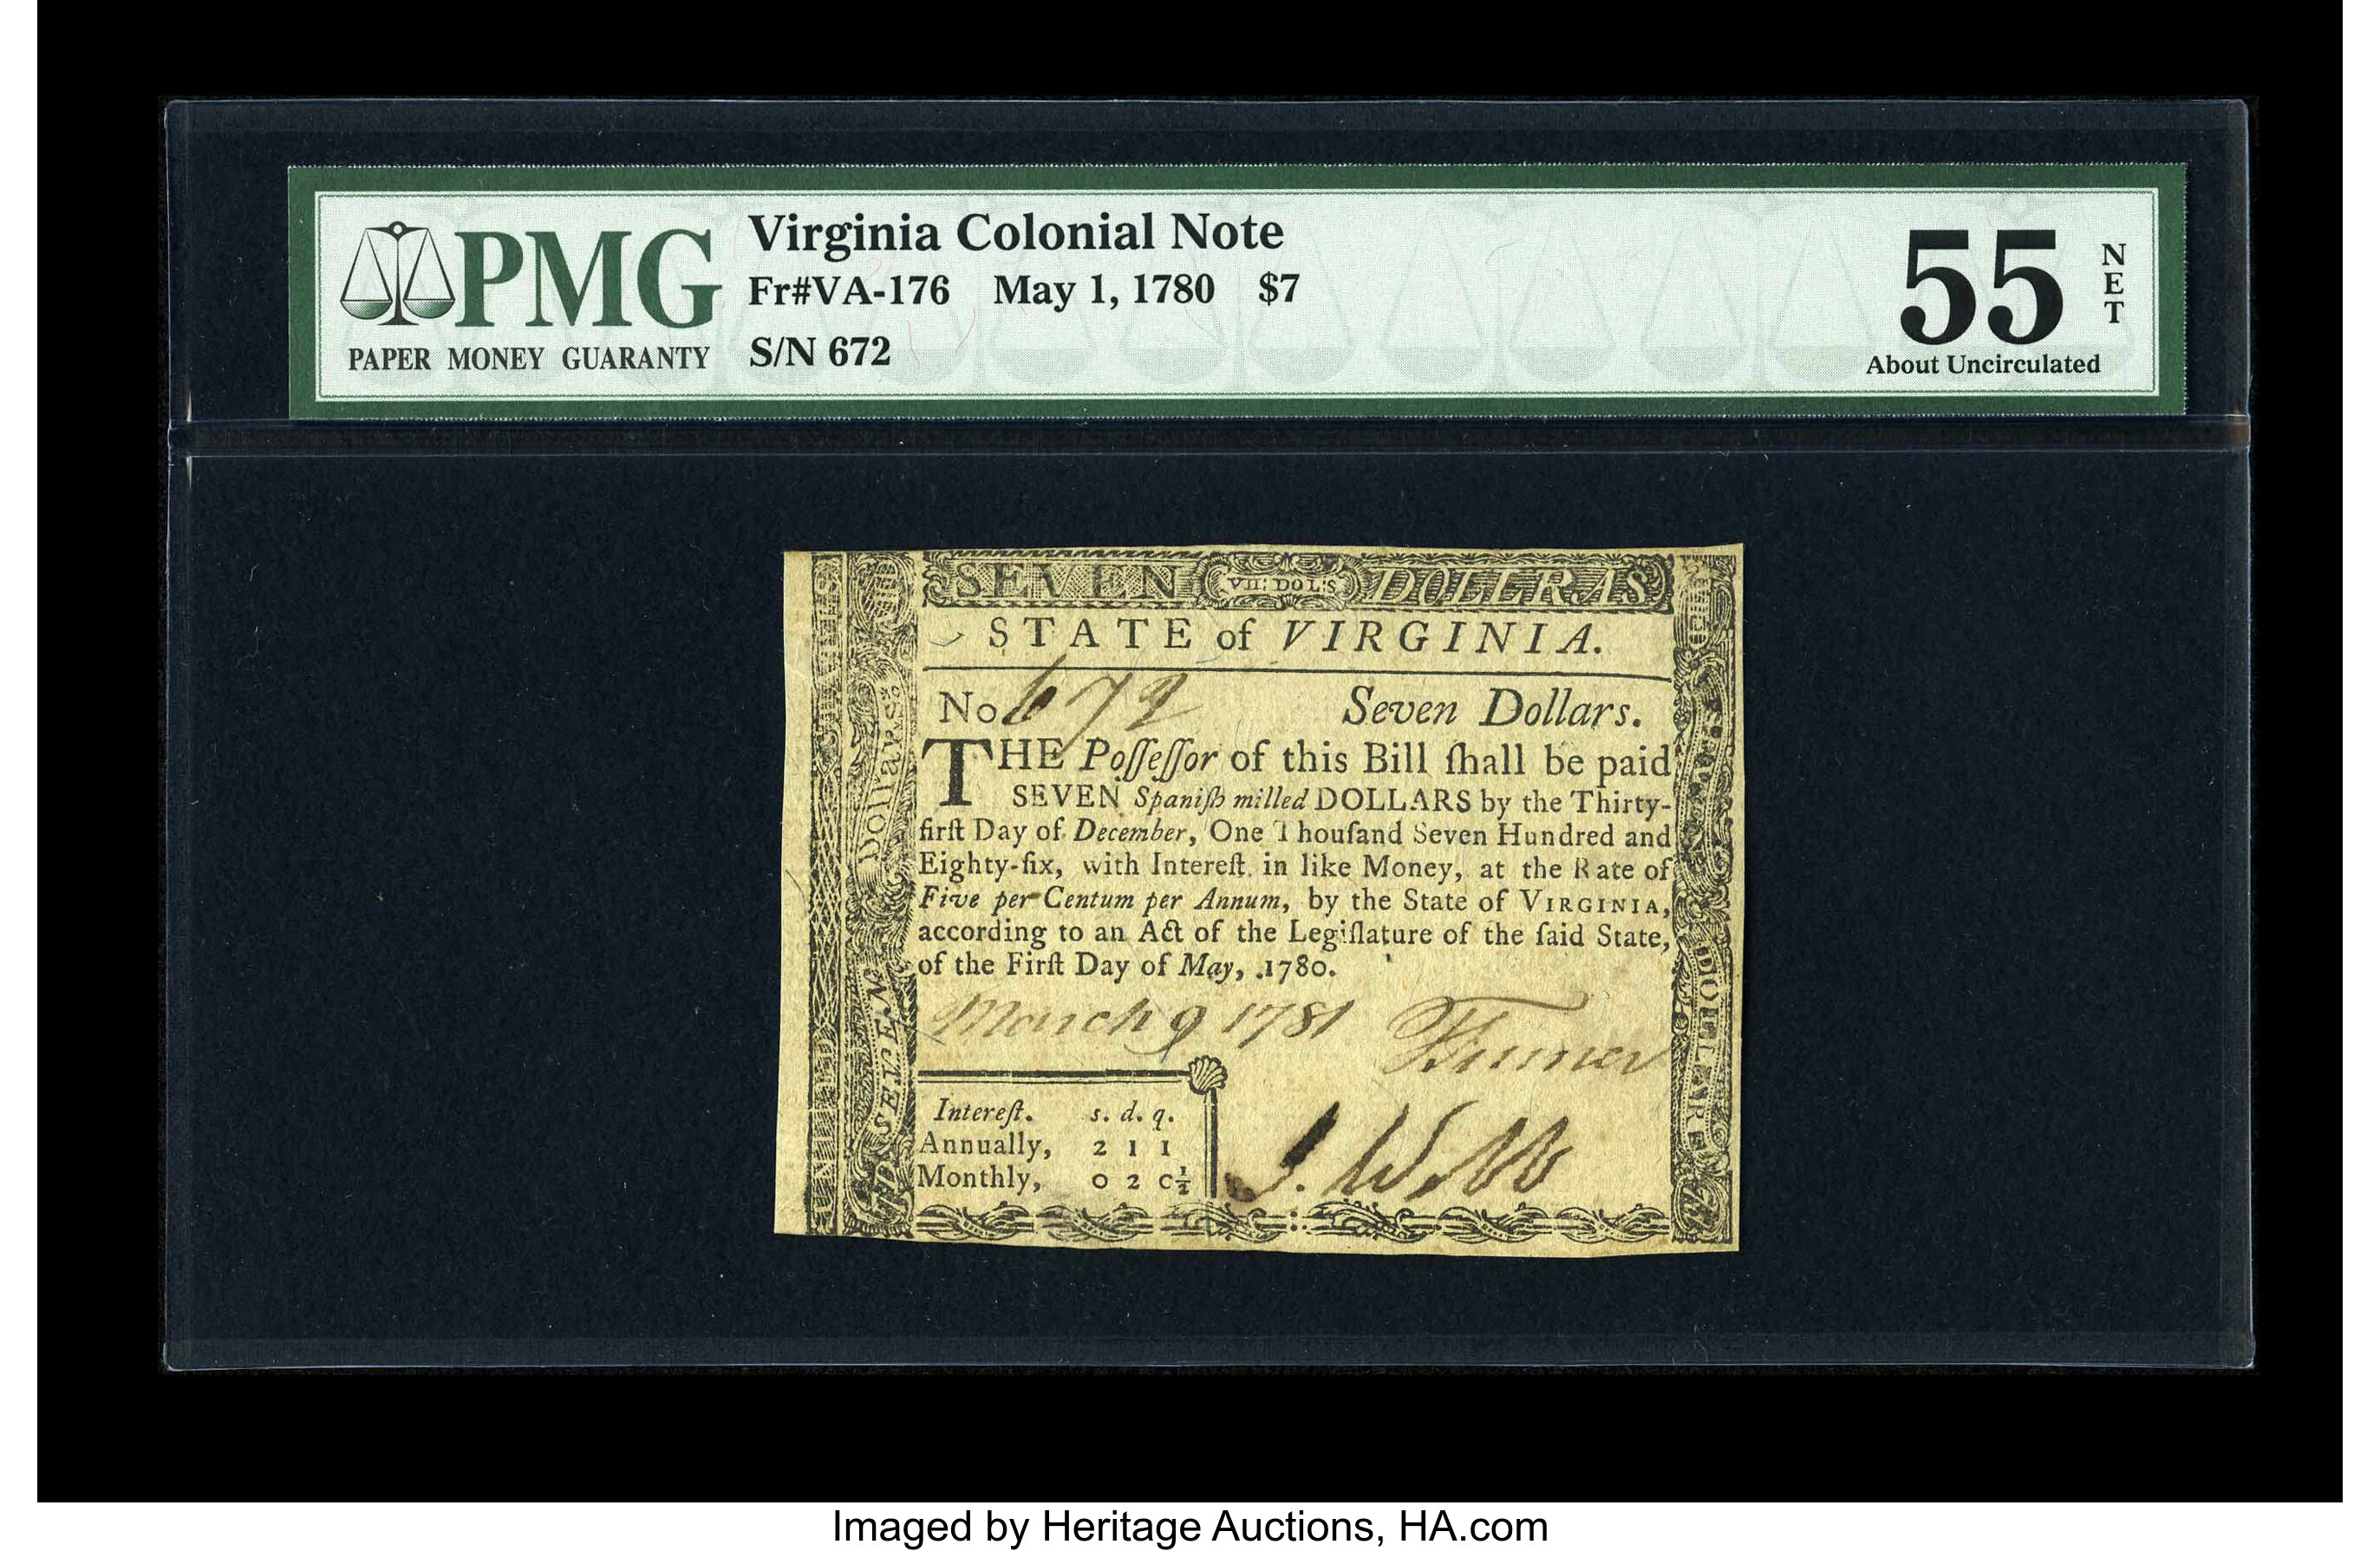 PMG
PAPER MONEY GUARANTY
Virginia Colonial Note
Fr#VA-176 May 1, 1780 $7
S/N 672
55
NET
About Uncirculated
SEVEN VII: DOL'S DOLLRAS
STATE of VIRGINIA.
No 672 Seven Dollars.
THE Poſſeſſor of this Bill ſhall be paid
SEVEN Spaniſh milled DOLLARS by the Thirty-
firſt Day of December, One Thouſand Seven Hundred and
Eighty-ſix, with Intereſt in like Money, at the Rate of
Five per Centum per Annum, by the State of VIRGINIA,
according to an Act of the Legiſlature of the ſaid State,
of the Firſt Day of May, 1780.
March 9 1781
Intereſt. s. d. q.
Annually, 2 1 1
Monthly, 0 2 0½
SEVEN Dollars
DOLLARE
Imaged by Heritage Auctions, HA.com